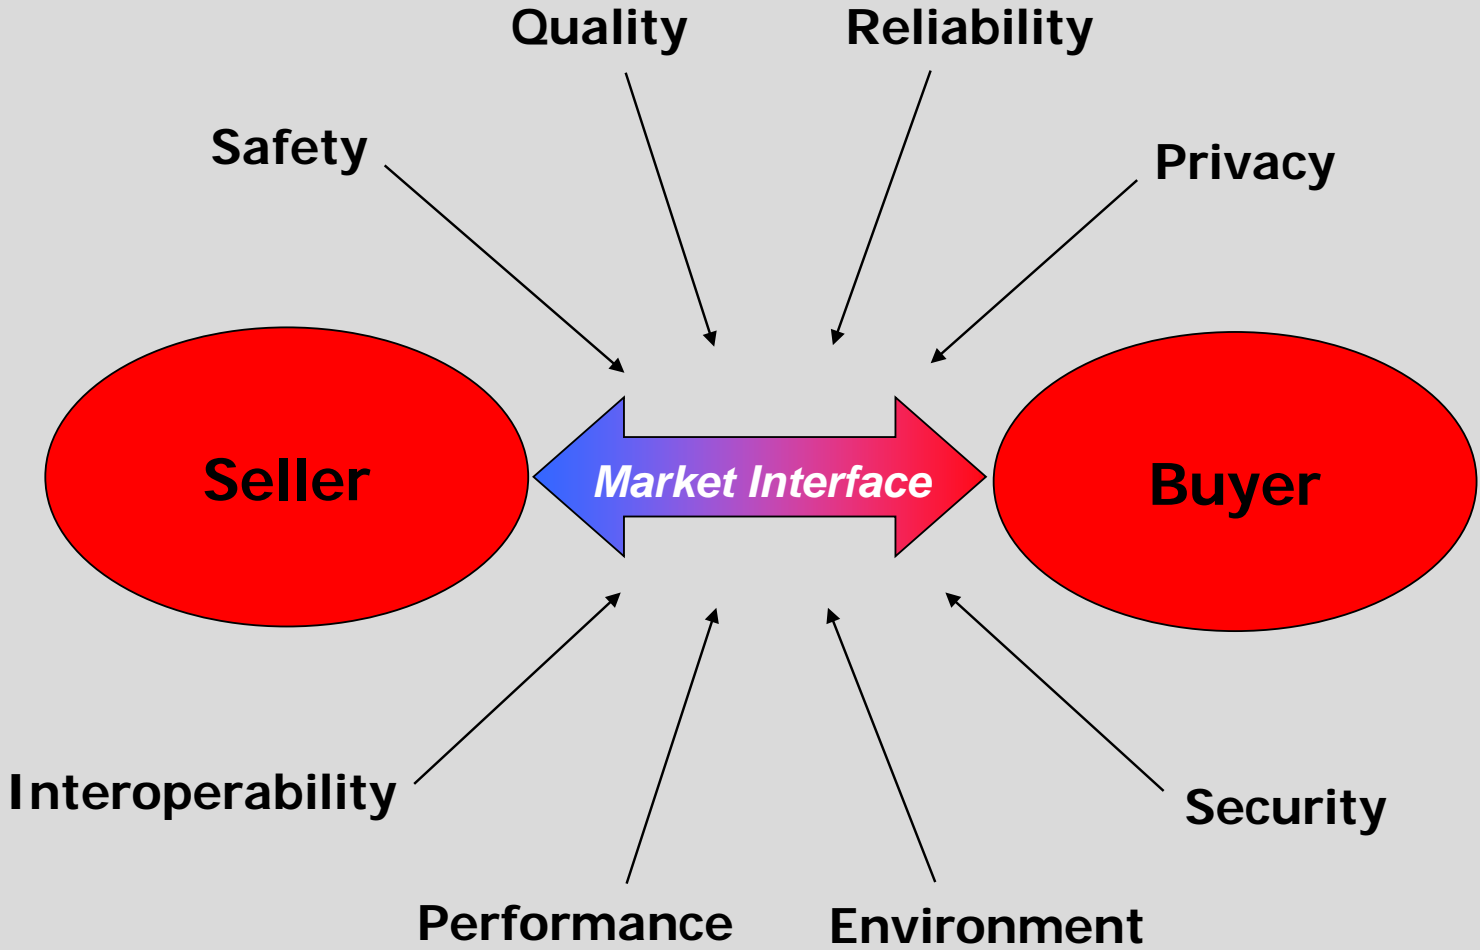 Quality
Reliability
Safety
Privacy
Seller
Market Interface
Buyer
Interoperability
Security
Performance
Environment